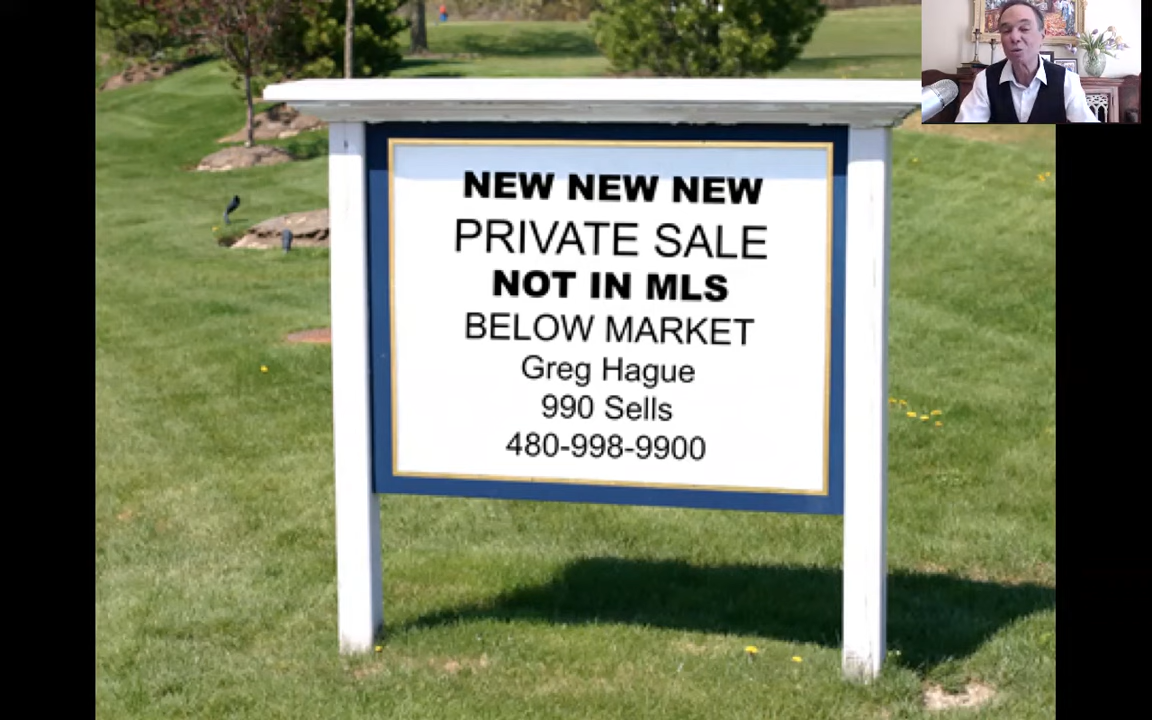 NEW NEW NEW
PRIVATE SALE
NOT IN MLS
BELOW MARKET
Greg Hague
990 Sells
480-998-9900